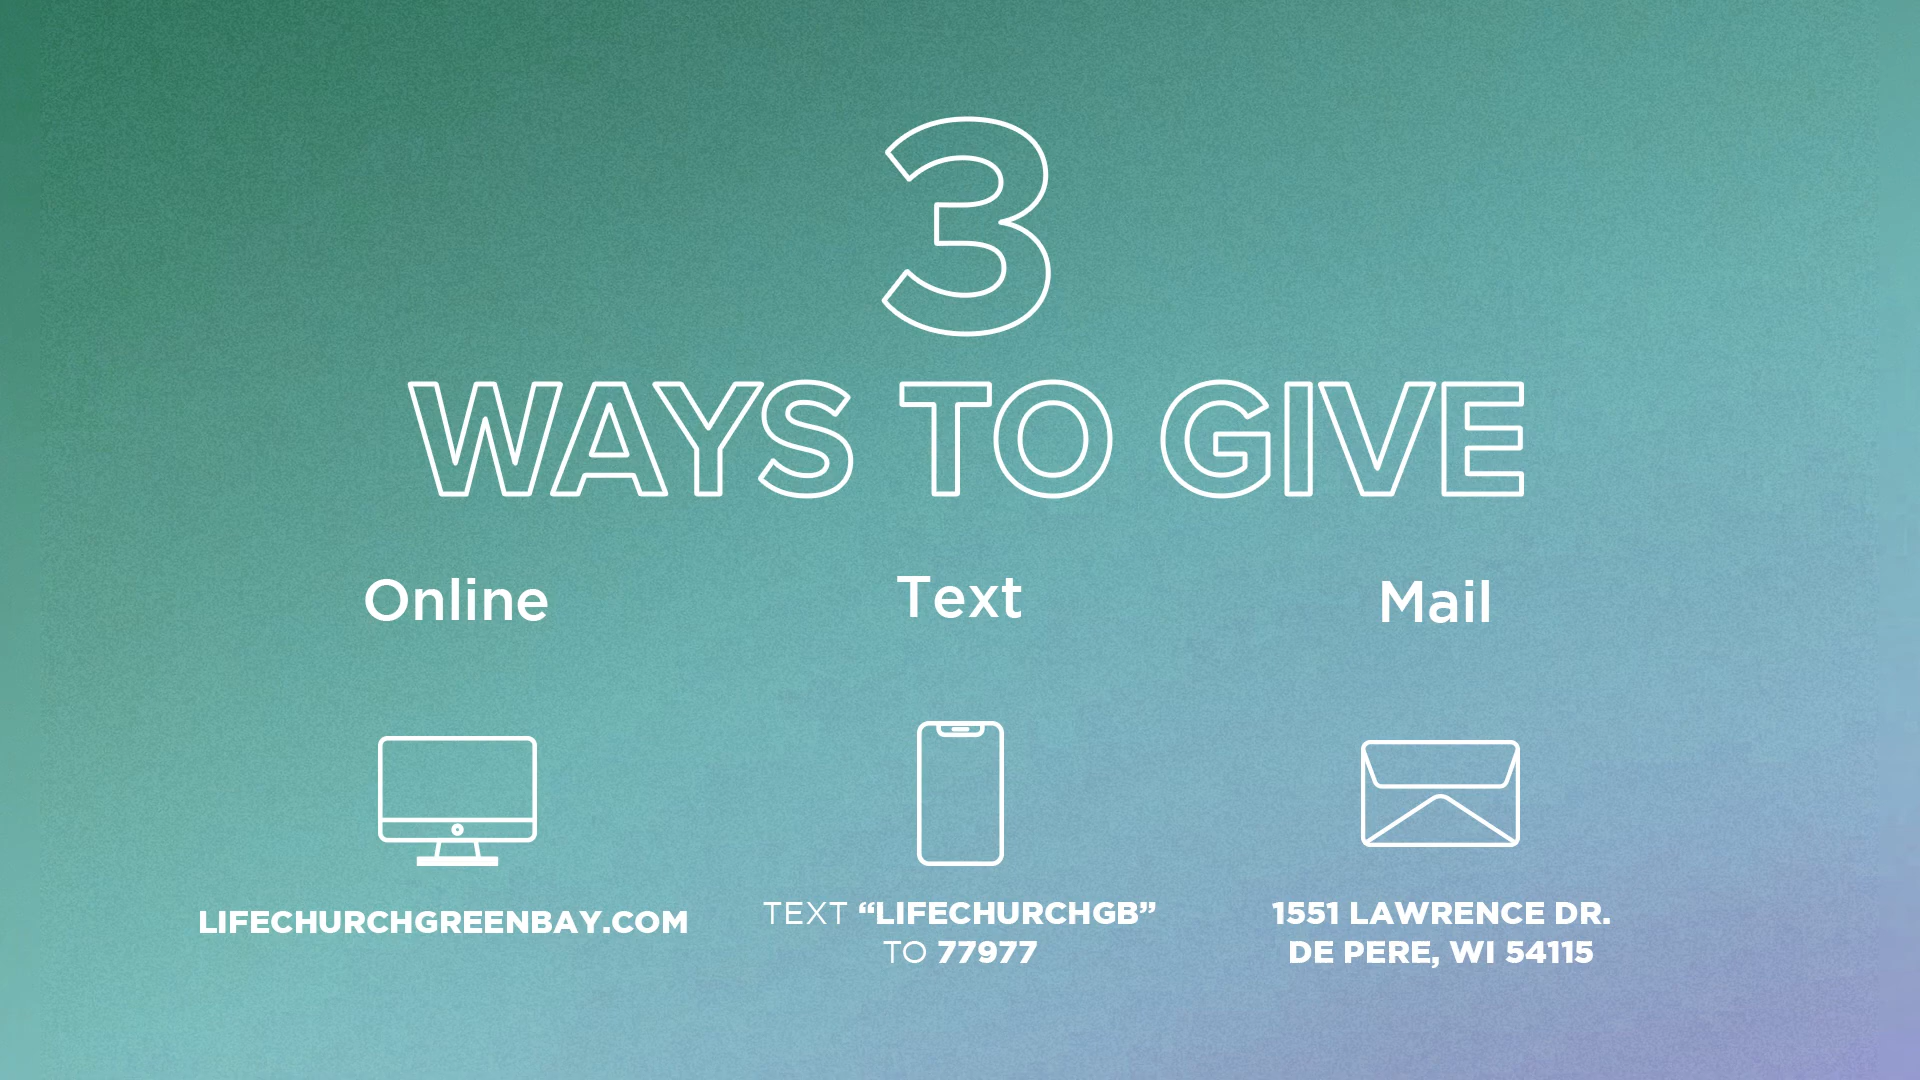 3
WAYS TO GIVE
Online
Text
Mail
LIFECHURCHGREENBAY.COM
TEXT “LIFECHURCHGB”
TO 77977
1551 LAWRENCE DR.
DE PERE, WI 54115